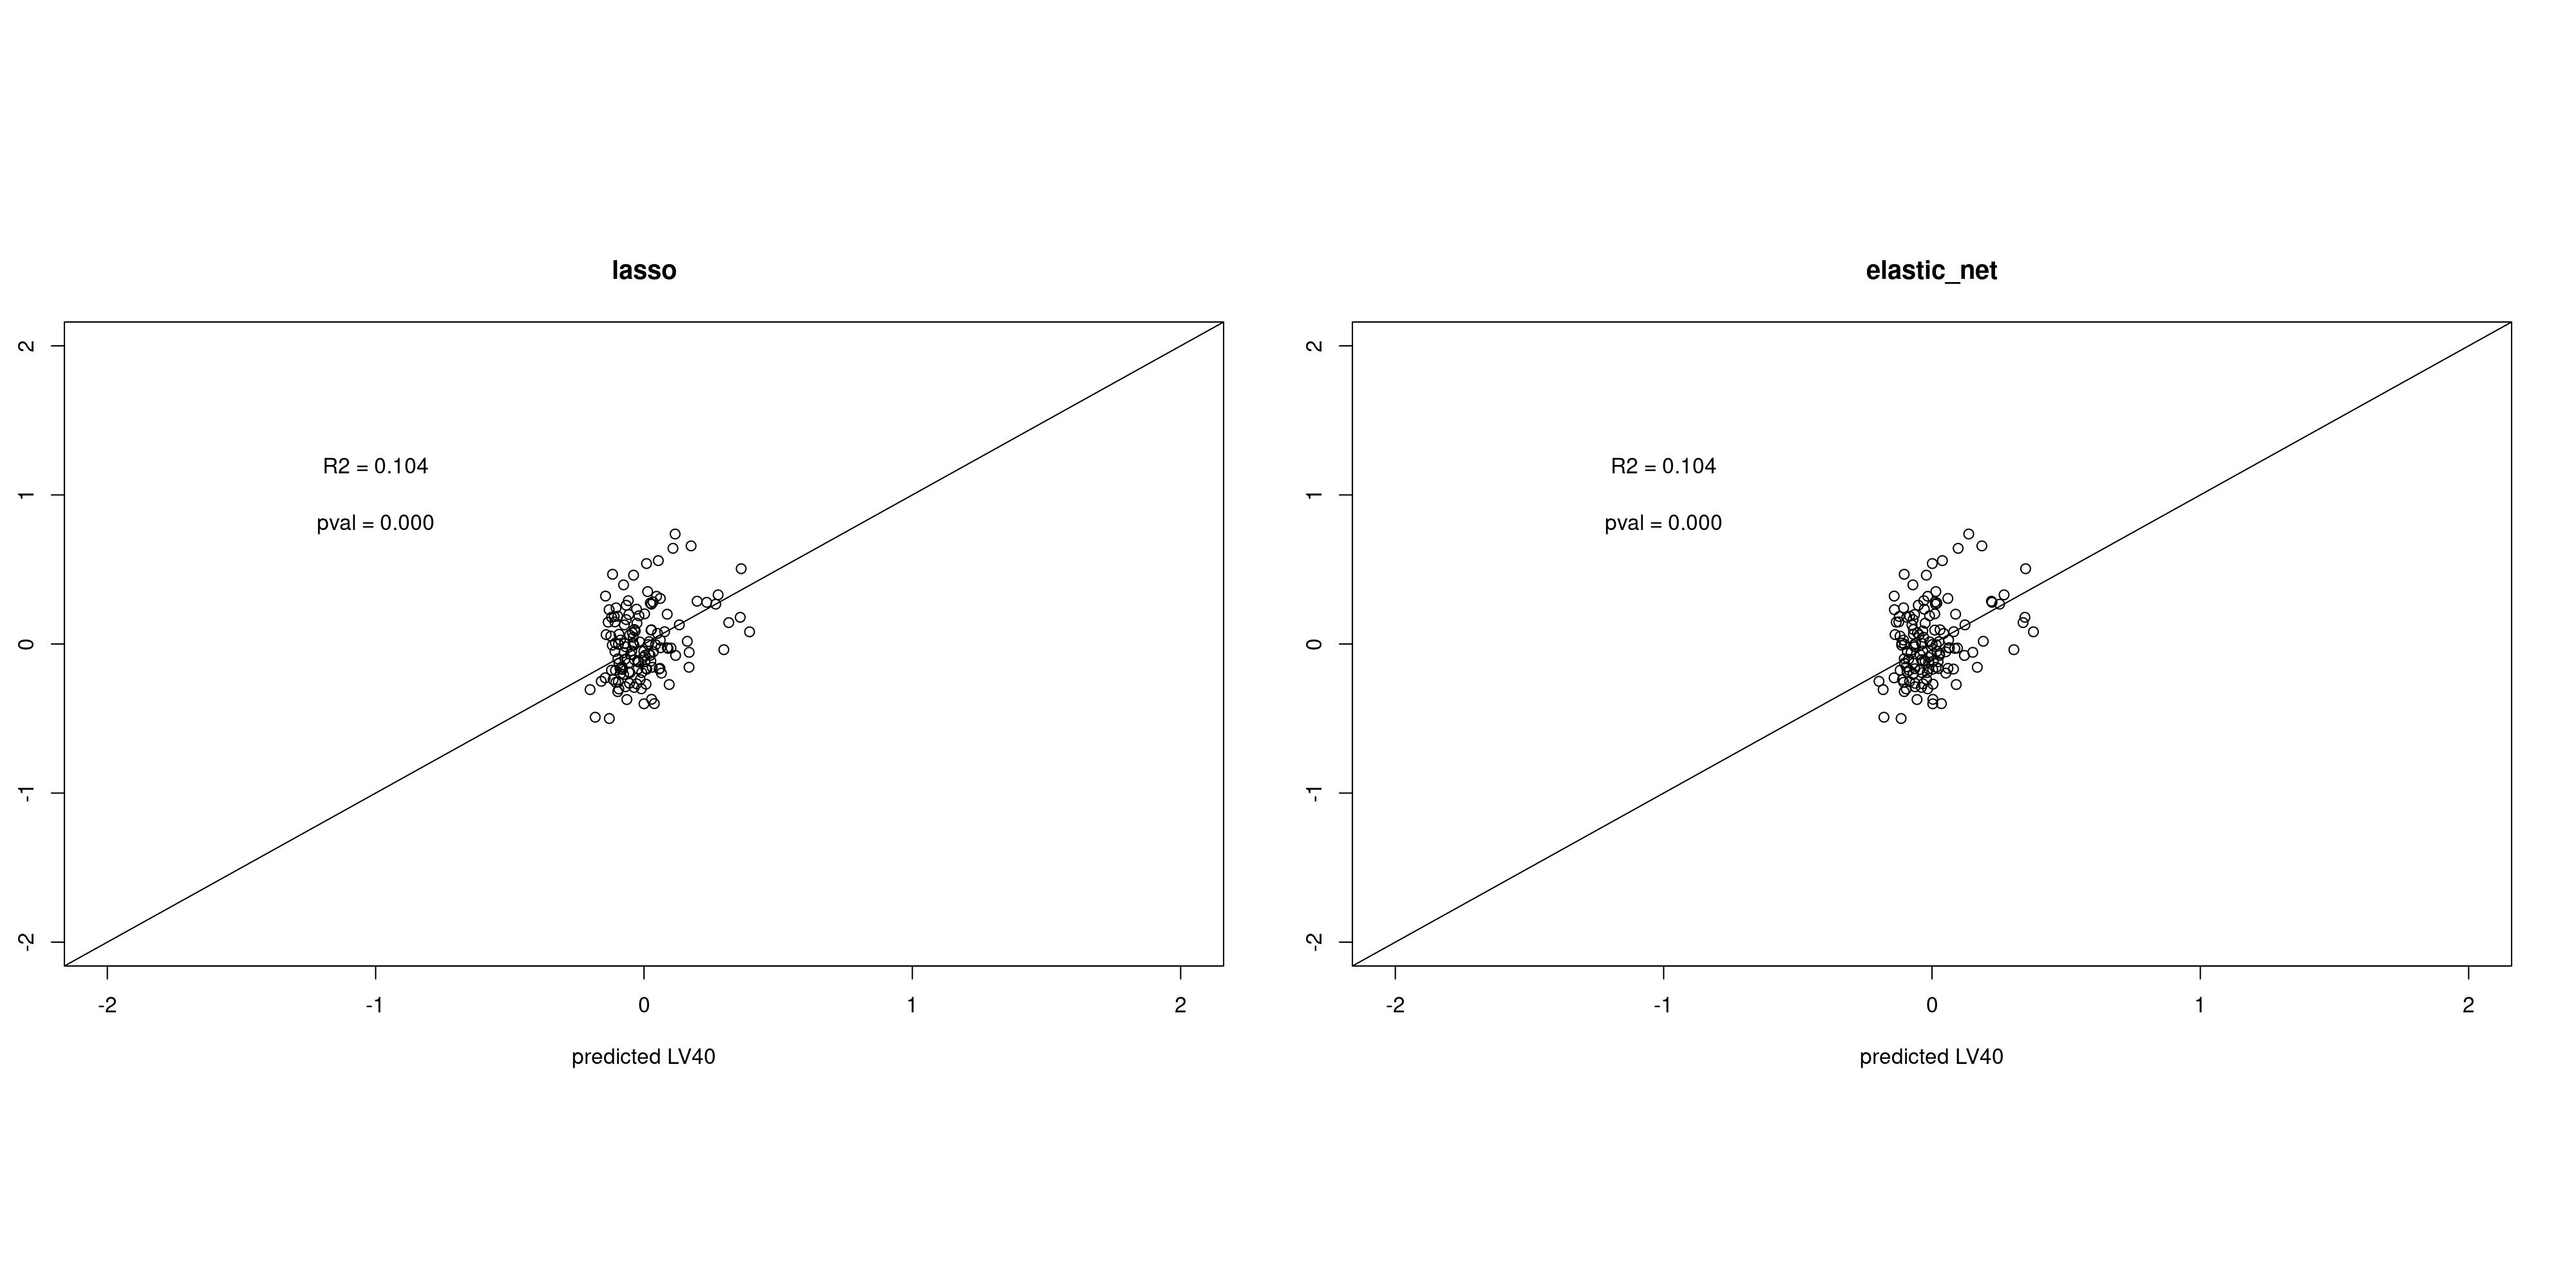 lasso
2
1
0
-1
-2
R2 = 0.104
pval = 0.000
-2 -1 0 1 2
predicted LV40
elastic_net
2
1
0
-1
-2
R2 = 0.104
pval = 0.000
-2 -1 0 1 2
predicted LV40